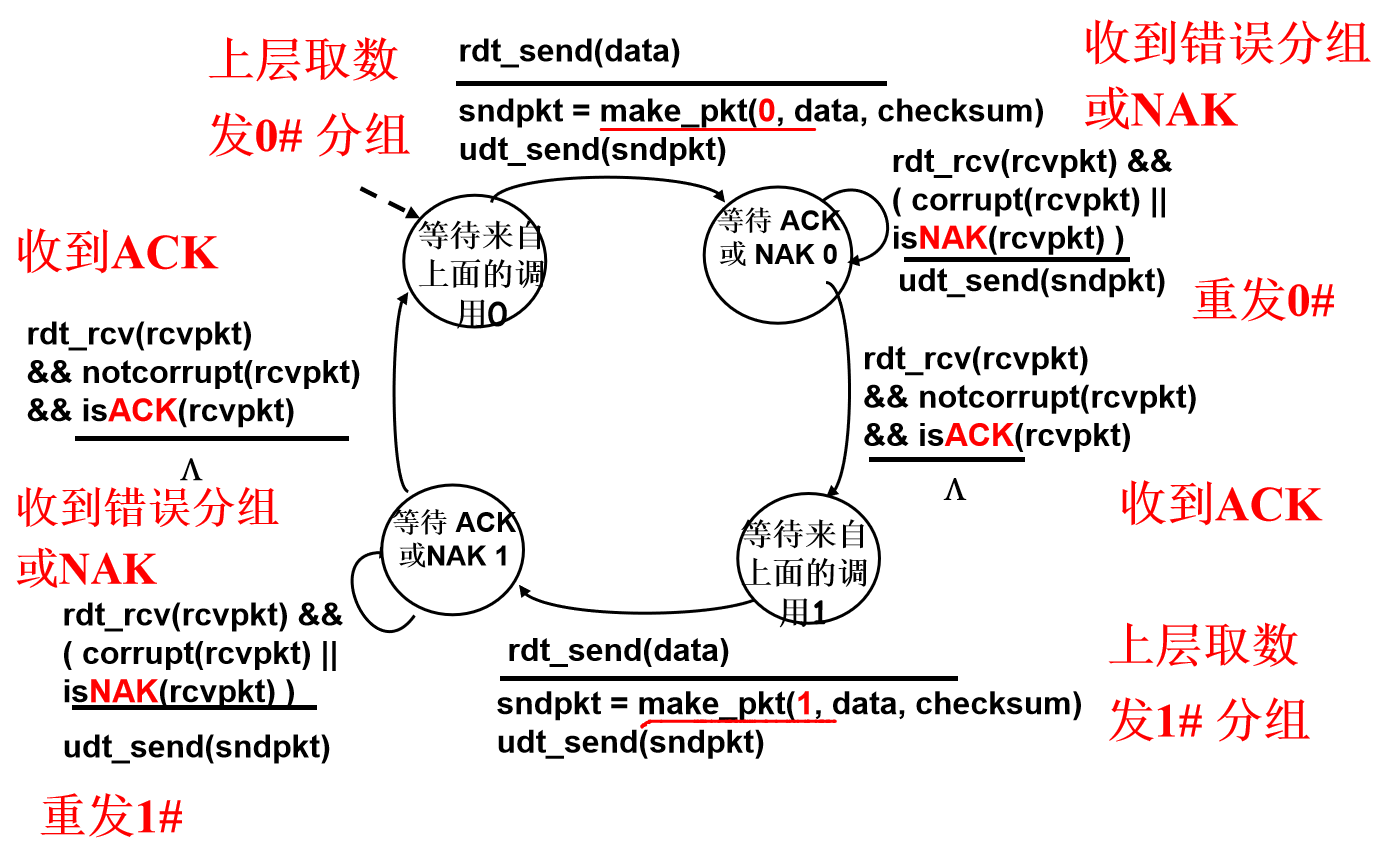 上层取数
发0# 分组
rdt_send(data)
sndpkt = make_pkt(0, data, checksum)
udt_send(sndpkt)
收到错误分组
或NAK
rdt_rcv(rcvpkt) &&
( corrupt(rcvpkt) ||
isNAK(rcvpkt) )
udt_send(sndpkt)
重发0#
等待来自
上面的调
用0
等待 ACK
或 NAK 0
收到ACK
rdt_rcv(rcvpkt)
&& notcorrupt(rcvpkt)
&& isACK(rcvpkt)
Λ
rdt_rcv(rcvpkt)
&& notcorrupt(rcvpkt)
&& isACK(rcvpkt)
Λ
收到ACK
收到错误分组
或NAK
rdt_rcv(rcvpkt) &&
( corrupt(rcvpkt) ||
isNAK(rcvpkt) )
udt_send(sndpkt)
重发1#
等待 ACK
或NAK 1
等待来自
上面的调
用1
rdt_send(data)
sndpkt = make_pkt(1, data, checksum)
udt_send(sndpkt)
上层取数
发1# 分组